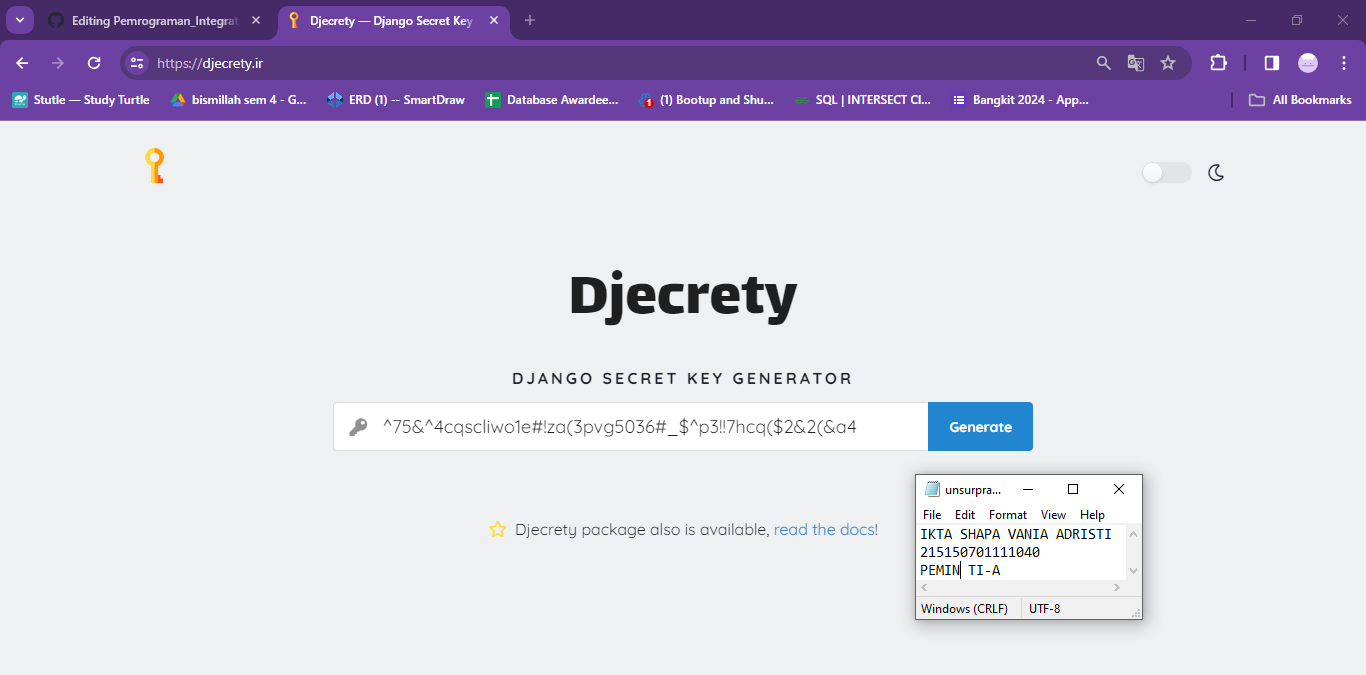 Editing Pemrograman_Integrat
Djecrety — Django Secret Key
https://djecrety.ir
Stutle — Study Turtle
bismillah sem 4 - G...
ERD (1) -- SmartDraw
Database Awardee...
(1) Bootup and Shu...
SQL | INTERSECT Cl...
Bangkit 2024 - App...
All Bookmarks
Djecrety
DJANGO SECRET KEY GENERATOR
^75&^4cqscliwo1e#!za(3pvg5036#_$^p3!!7hcq($2&2(&a4
Generate
Djecrety package also is available, read the docs!
unsurpra...
File Edit Format View Help
IKTA SHAPA VANIA ADRISTI
215150701111040
PEMIN TI-A
Windows (CRLF) UTF-8